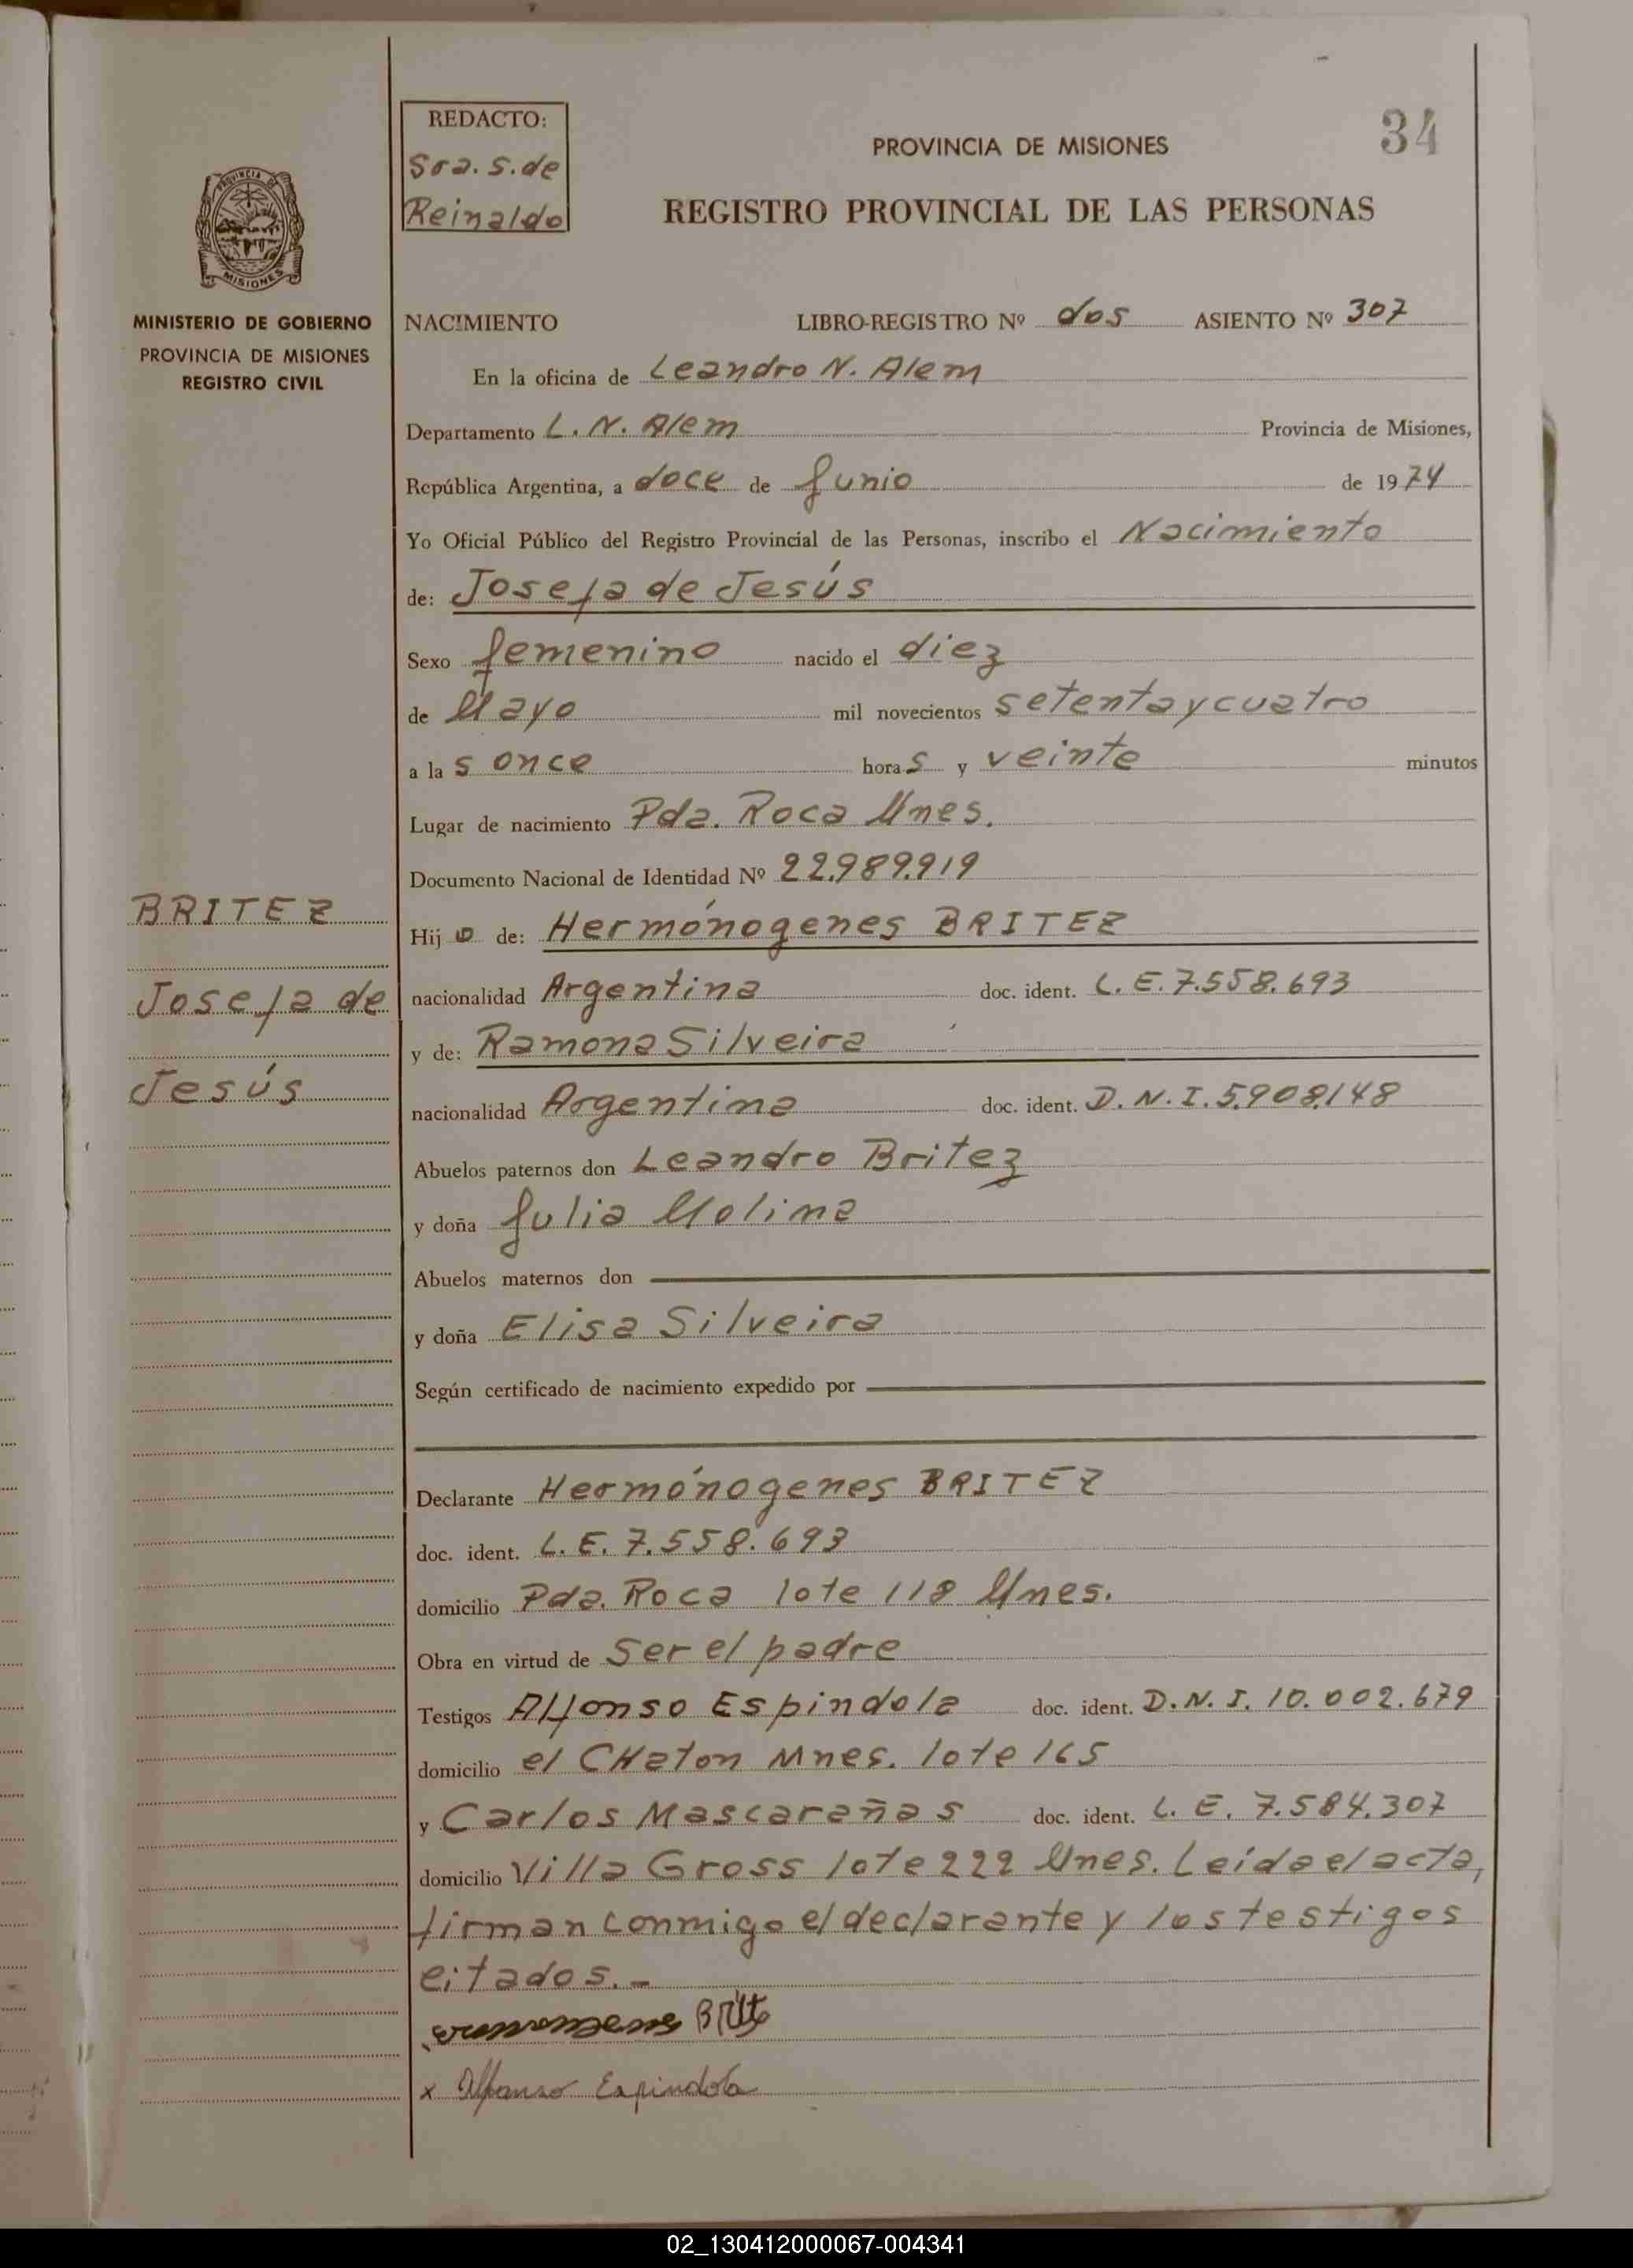 REDACTO:
Sra. S. de
Reinaldo
34
PROVINCIA DE MISIONES
REGISTRO PROVINCIAL DE LAS PERSONAS
PROVINCIA DE
MISIONES
MINISTERIO DE GOBIERNO
PROVINCIA DE MISIONES
REGISTRO CIVIL
NACIMIENTO LIBRO-REGISTRO Nº dos ASIENTO Nº 307
En la oficina de Leandro N. Alem
Departamento L. N. Alem Provincia de Misiones,
República Argentina, a doce de Junio de 1974
Yo Oficial Público del Registro Provincial de las Personas, inscribo el Nacimiento
de: Josefa de Jesús
Sexo femenino nacido el diez
de Mayo mil novecientos setenta y cuatro
a las once horas y veinte minutos
Lugar de nacimiento Pda. Roca Mnes.
Documento Nacional de Identidad Nº 22.989.919
BRITEZ
Josefa de
Jesús
Hija de: Hermónogenes BRITEZ
nacionalidad Argentina doc. ident. L. E. 7.558.693
y de: Ramona Silveira
nacionalidad Argentina doc. ident. D. N. I. 5.908.148
Abuelos paternos don Leandro Britez
y doña Julia Molina
Abuelos maternos don
y doña Elisa Silveira
Según certificado de nacimiento expedido por
Declarante Hermónogenes BRITEZ
doc. ident. L. E. 7.558.693
domicilio Pda. Roca lote 118 Mnes.
Obra en virtud de Ser el padre
Testigos Alfonso Espindola doc. ident. D. N. I. 10.002.679
domicilio el CHaton Mnes. lote 165
y Carlos Mascarañas doc. ident. L. E. 7.584.307
domicilio Villa Gross lote 222 Mnes. Leida el acta,
firman conmigo el declarante y los testigos
citados.-
x Alfonso Espindola
02_130412000067-004341